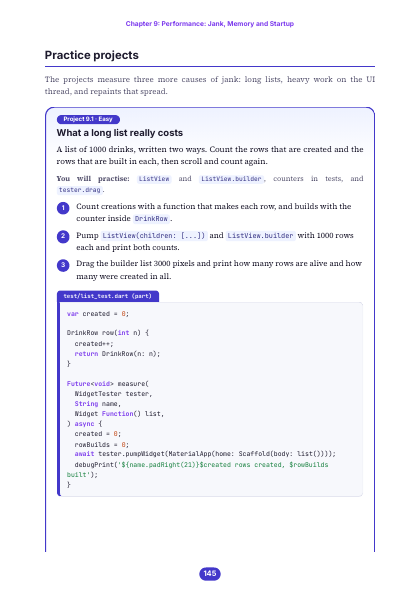 Chapter 9: Performance: Jank, Memory and Startup
Practice projects
The projects measure three more causes of jank: long lists, heavy work on the UI
thread, and repaints that spread.
Project 9.1 · Easy
What a long list really costs
A list of 1000 drinks, written two ways. Count the rows that are created and the
rows that are built in each, then scroll and count again.
You will practise: ListView and ListView.builder, counters in tests, and
tester.drag.
1 Count creations with a function that makes each row, and builds with the
counter inside DrinkRow.
2 Pump ListView(children: [...]) and ListView.builder with 1000 rows
each and print both counts.
3 Drag the builder list 3000 pixels and print how many rows are alive and how
many were created in all.
test/list_test.dart (part)
var created = 0;
DrinkRow row(int n) {
  created++;
  return DrinkRow(n: n);
}
Future<void> measure(
  WidgetTester tester,
  String name,
  Widget Function() list,
) async {
  created = 0;
  rowBuilds = 0;
  await tester.pumpWidget(MaterialApp(home: Scaffold(body: list())));
  debugPrint('${name.padRight(21)}$created rows created, $rowBuilds
built');
}
145